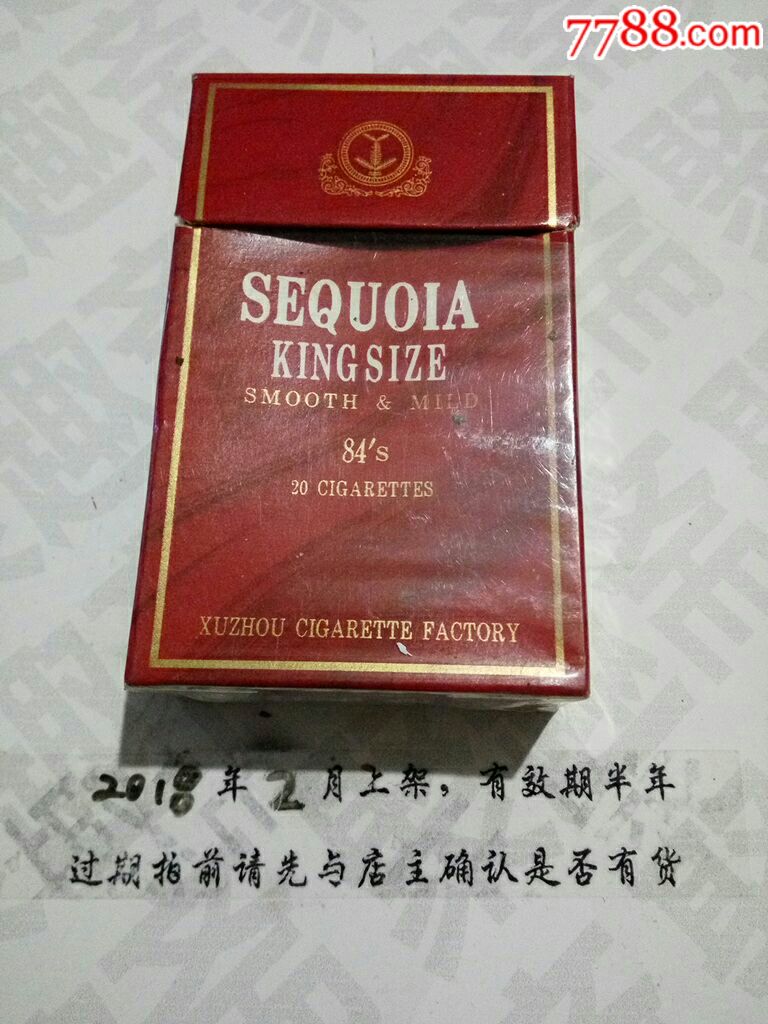 7788.com
SEQUOIA
KING SIZE
SMOOTH & MILD
84's
20 CIGARETTES
XUZHOU CIGARETTE FACTORY
2018年2月上架，有效期半年
过期拍前请先与店主确认是否有货